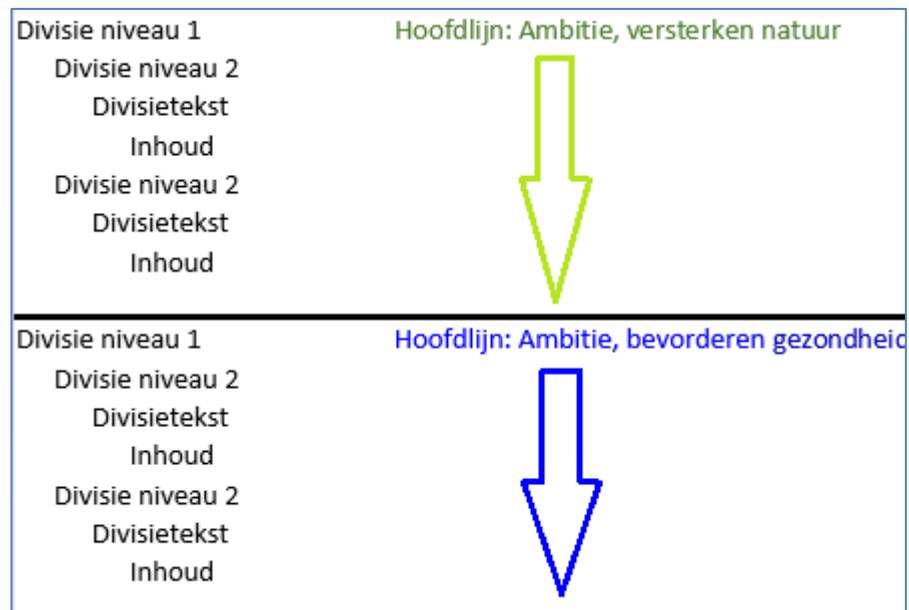 Divisie niveau 1 Hoofdlijn: Ambitie, versterken natuur
Divisie niveau 2
Divisietekst
Inhoud
Divisie niveau 2
Divisietekst
Inhoud
Divisie niveau 1 Hoofdlijn: Ambitie, bevorderen gezondheid
Divisie niveau 2
Divisietekst
Inhoud
Divisie niveau 2
Divisietekst
Inhoud